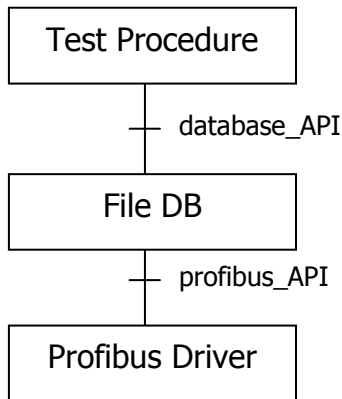 Test Procedure
database_API
File DB
profibus_API
Profibus Driver